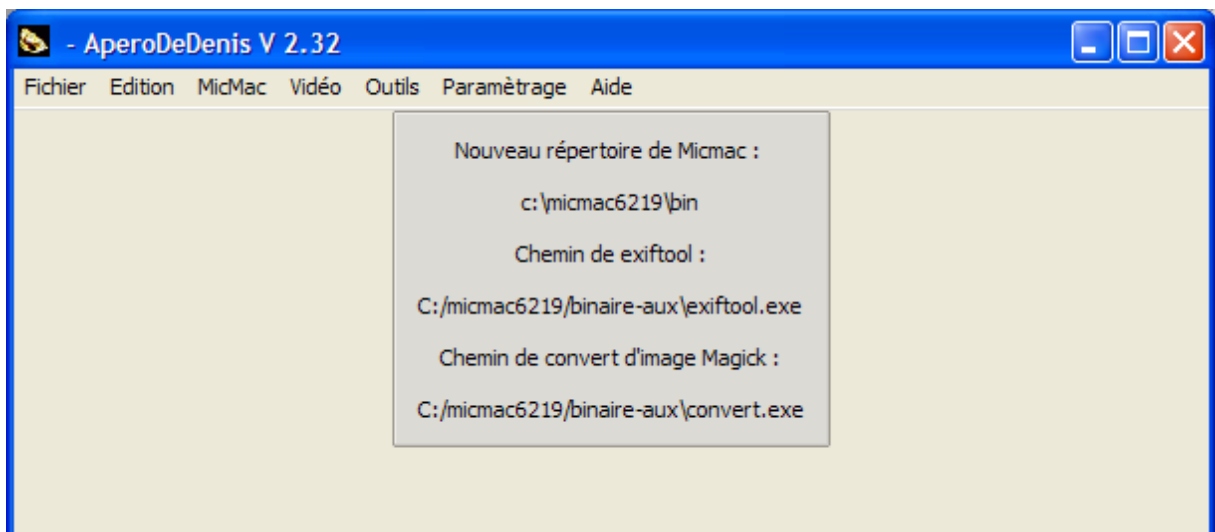 - AperoDeDenis V 2.32
Fichier Edition MicMac Vidéo Outils Paramètrage Aide
Nouveau répertoire de Micmac :
c:\micmac6219\bin
Chemin de exiftool :
C:/micmac6219/binaire-aux\exiftool.exe
Chemin de convert d'image Magick :
C:/micmac6219/binaire-aux\convert.exe